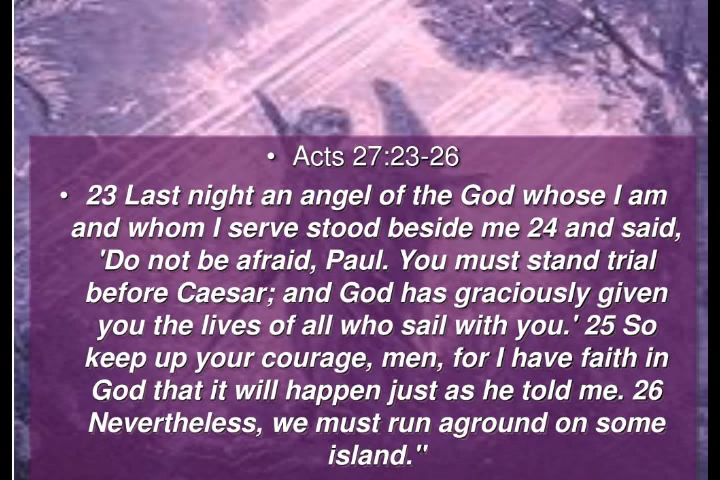 • Acts 27:23-26
• 23 Last night an angel of the God whose I am
and whom I serve stood beside me 24 and said,
'Do not be afraid, Paul. You must stand trial
before Caesar; and God has graciously given
you the lives of all who sail with you.' 25 So
keep up your courage, men, for I have faith in
God that it will happen just as he told me. 26
Nevertheless, we must run aground on some
island."